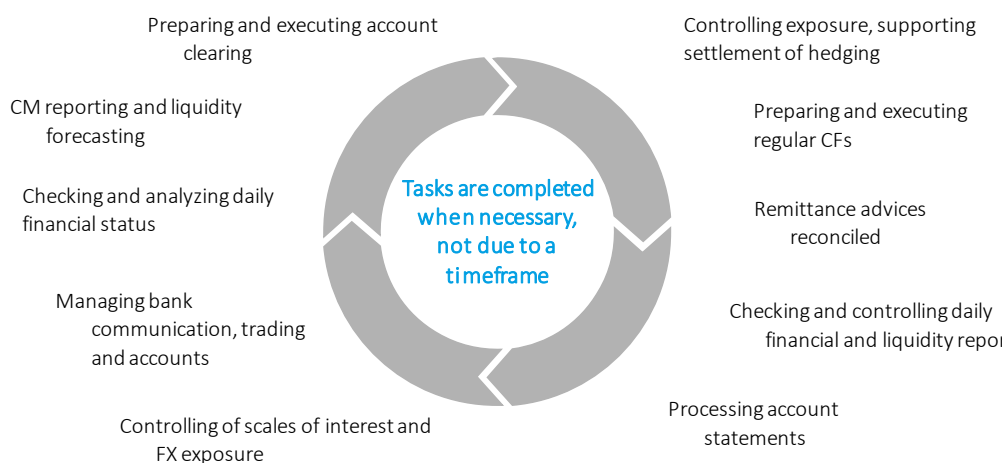 Preparing and executing account
clearing
CM reporting and liquidity
forecasting
Checking and analyzing daily
financial status
Managing bank
communication, trading
and accounts
Controlling of scales of interest and
FX exposure
Tasks are completed
when necessary,
not due to a
timeframe
Controlling exposure, supporting
settlement of hedging
Preparing and executing
regular CFs
Remittance advices
reconciled
Checking and controlling daily
financial and liquidity repor
Processing account
statements